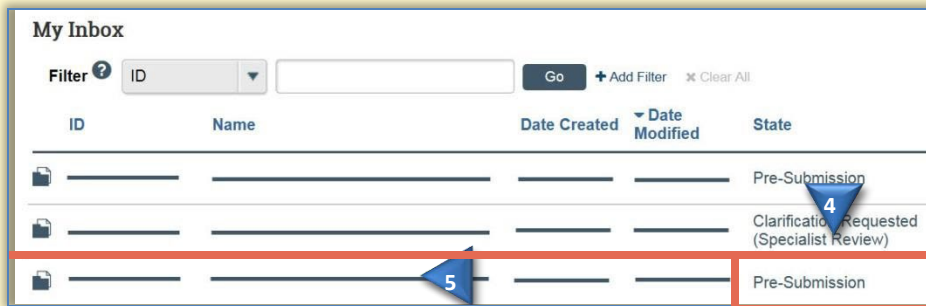 My Inbox
Filter ? ID Go + Add Filter × Clear All
ID Name Date Created Date Modified State
Pre-Submission
4
Clarification Requested
(Specialist Review)
5
Pre-Submission